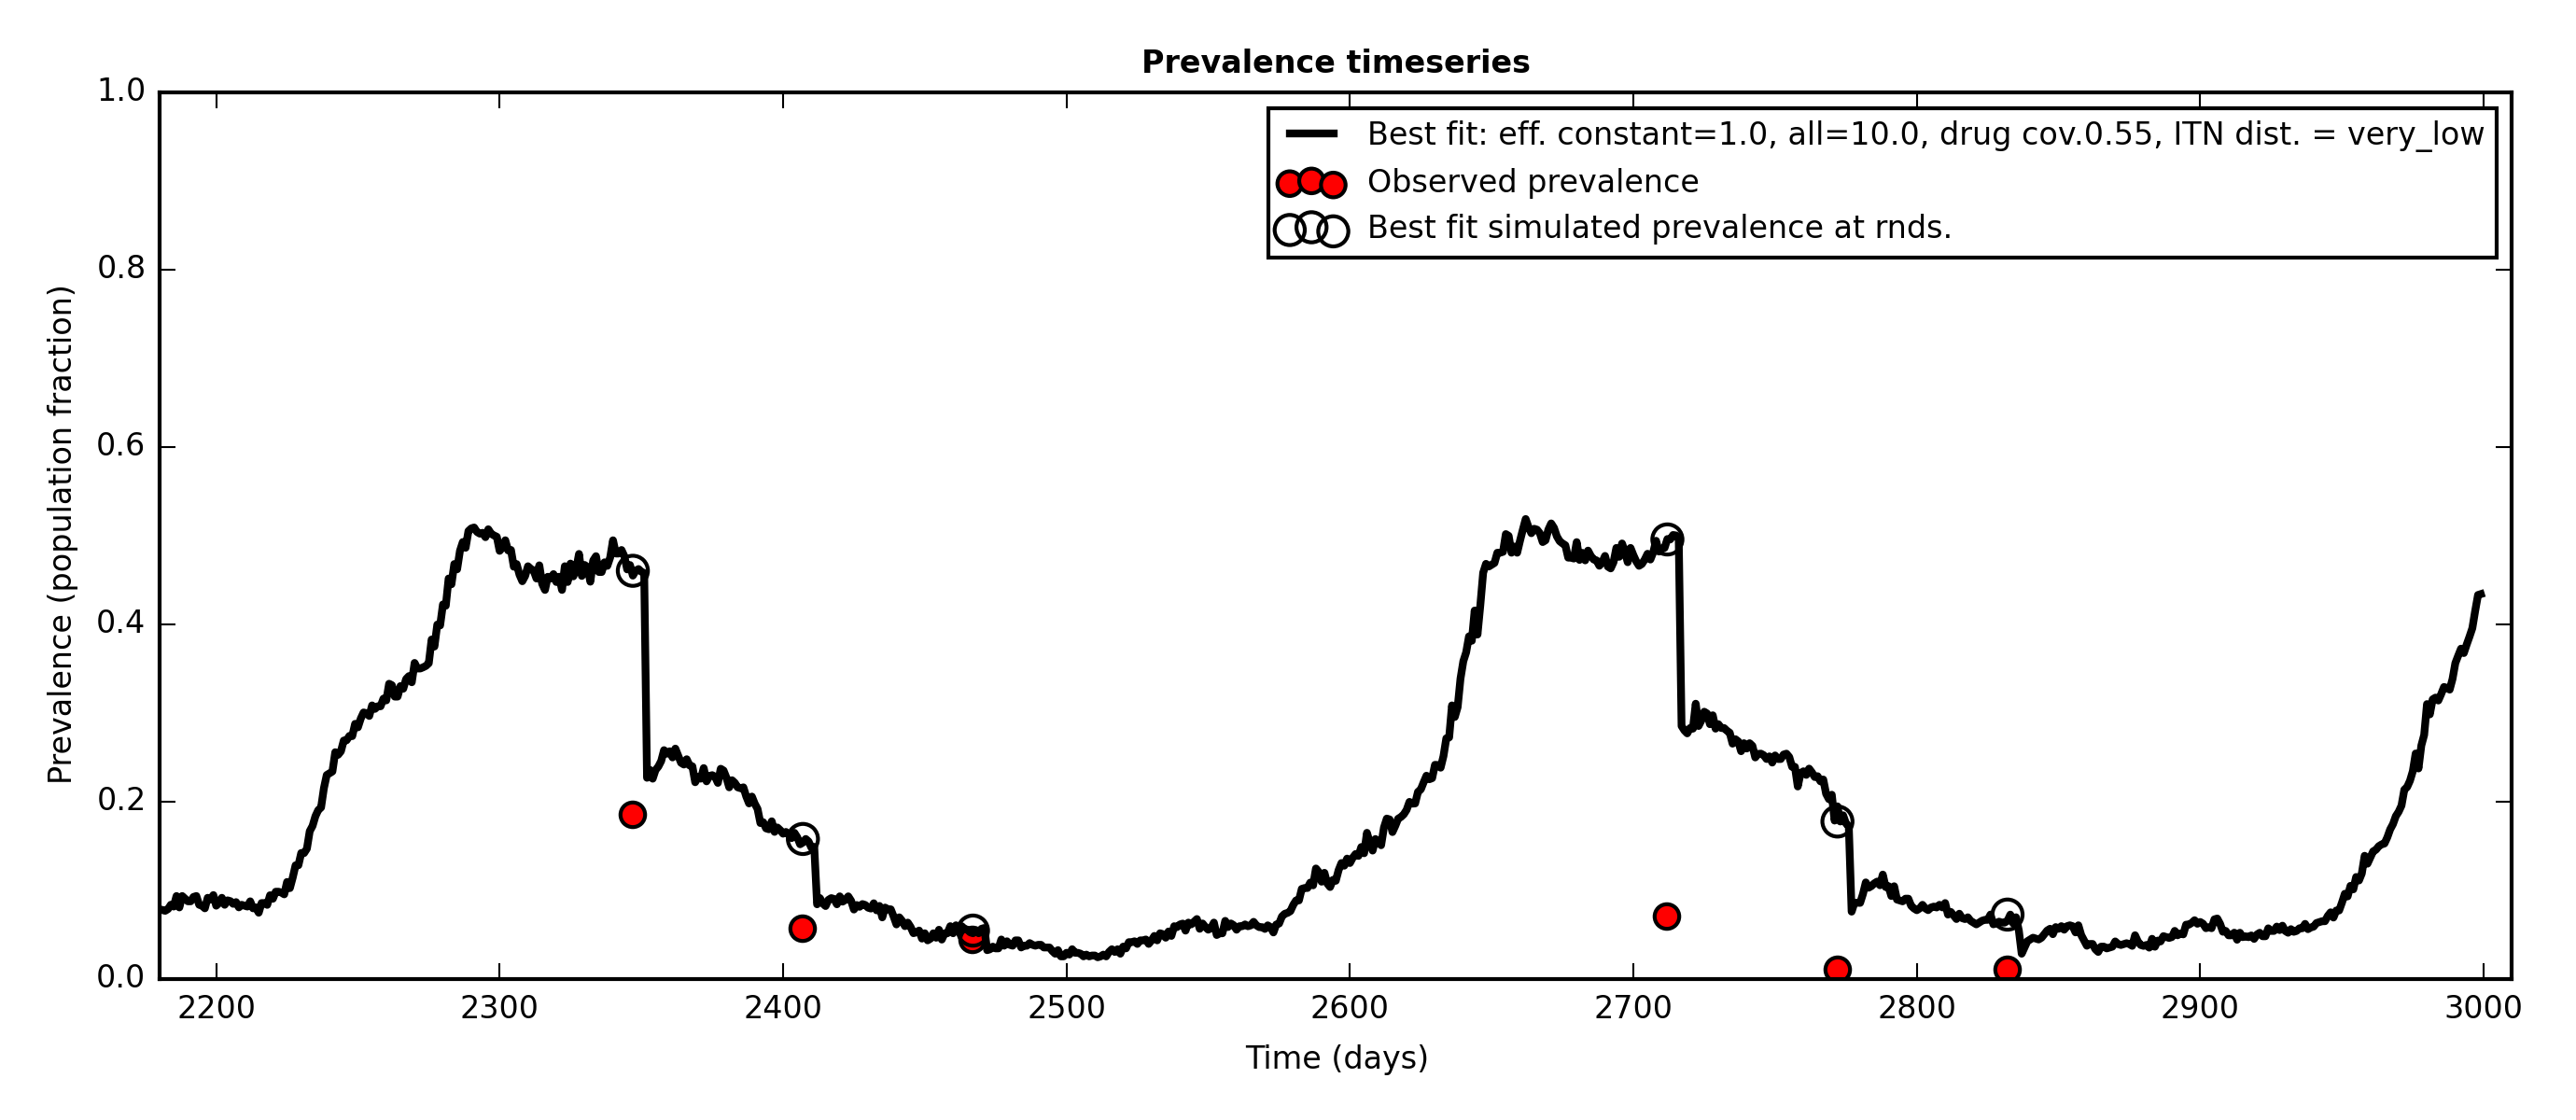 Prevalence timeseries
1.0
0.8
0.6
0.4
0.2
0.0
Prevalence (population fraction)
Best fit: eff. constant=1.0, all=10.0, drug cov.0.55, ITN dist. = very_low
Observed prevalence
Best fit simulated prevalence at rnds.
2200 2300 2400 2500 2600 2700 2800 2900 3000
Time (days)